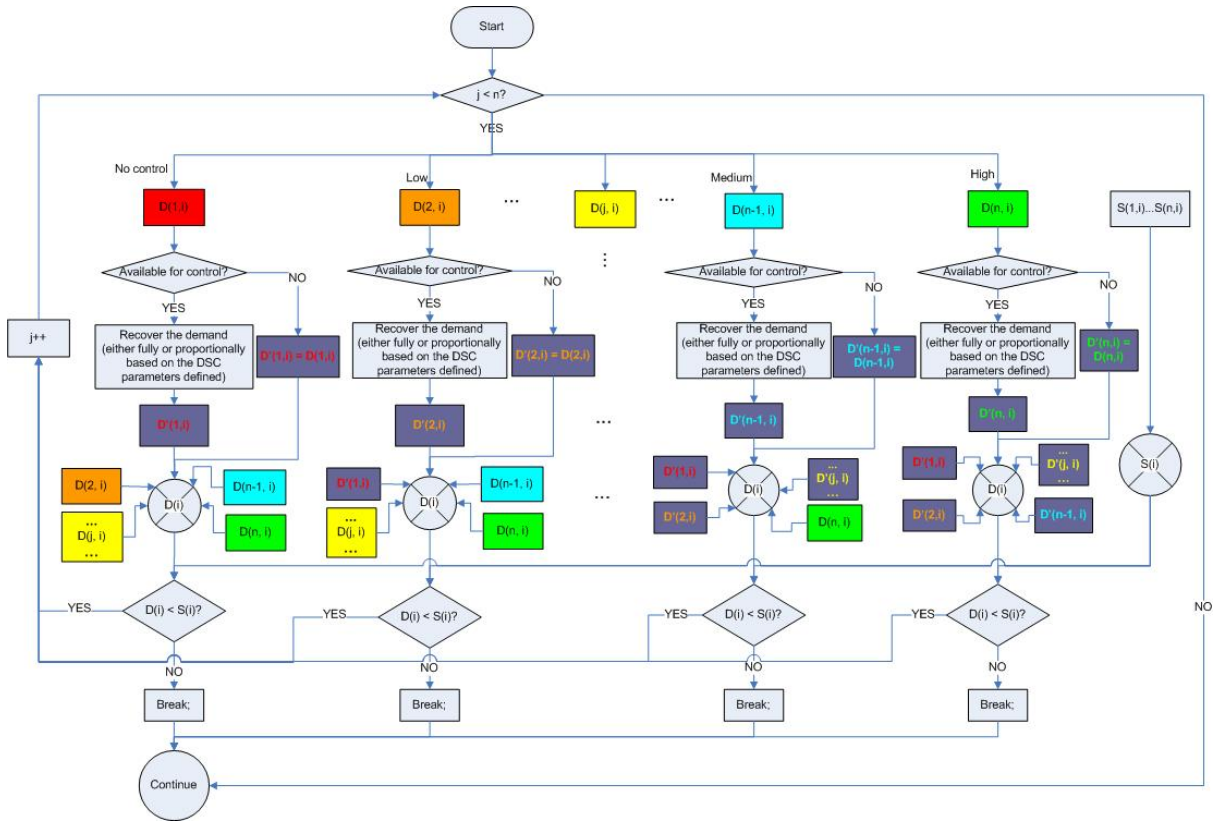 Start
j < n?
YES
No control
Low
Medium
High
D(1,i)
D(2, i)
...
D(j, i)
...
D(n-1, i)
D(n, i)
S(1,i)...S(n,i)
Available for control?
NO
Available for control?
NO
Available for control?
NO
Available for control?
NO
YES
YES
YES
YES
j++
Recover the demand
(either fully or proportionally
based on the DSC
parameters defined)
D'(1,i) = D(1,i)
Recover the demand
(either fully or proportionally
based on the DSC
parameters defined)
D'(2,i) = D(2,i)
Recover the demand
(either fully or proportionally
based on the DSC
parameters defined)
D'(n-1,i) =
D(n-1,i)
Recover the demand
(either fully or proportionally
based on the DSC
parameters defined)
D'(n,i) =
D(n,i)
D'(1,i)
D'(2,i)
...
D'(n-1, i)
D'(n, i)
D(2, i)
...
D(j, i)
...
D(i)
D(n-1, i)
D(n, i)
D'(1,i)
...
D(j, i)
...
D(i)
D(n-1, i)
D(n, i)
...
D'(1,i)
D'(2,i)
D(i)
...
D'(j, i)
...
D(n, i)
D'(1,i)
D'(2,i)
D(i)
...
D'(j, i)
...
D'(n-1, i)
S(i)
YES
D(i) < S(i)?
YES
D(i) < S(i)?
YES
D(i) < S(i)?
YES
D(i) < S(i)?
NO
NO
NO
NO
NO
Break;
Break;
Break;
Break;
Continue